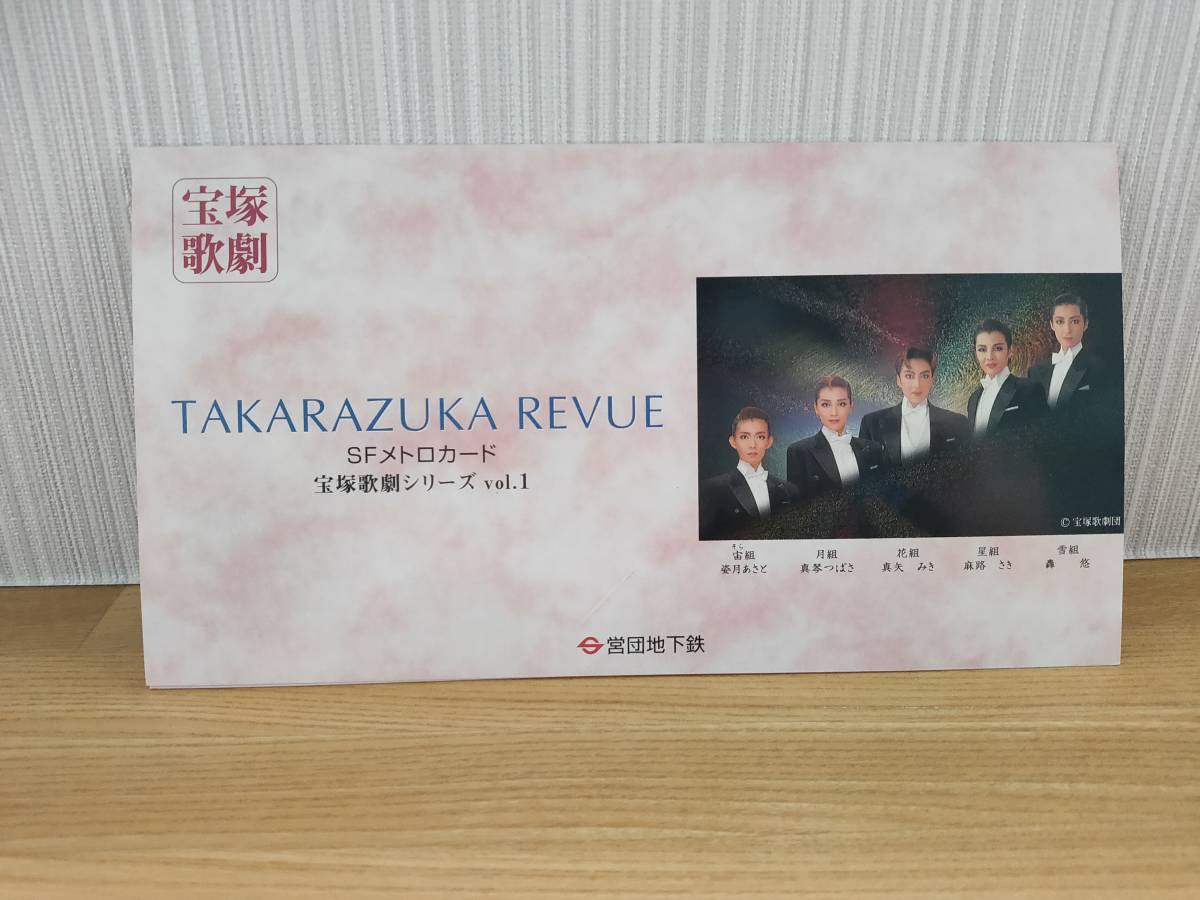 宝塚
歌劇
TAKARAZUKA REVUE
SFメトロカード
宝塚歌劇シリーズ vol.1
© 宝塚歌劇団
そら
宙組 月組 花組 星組 雪組
姿月あさと 真琴つばさ 真矢 みき 麻路 さき 轟 悠
営団地下鉄